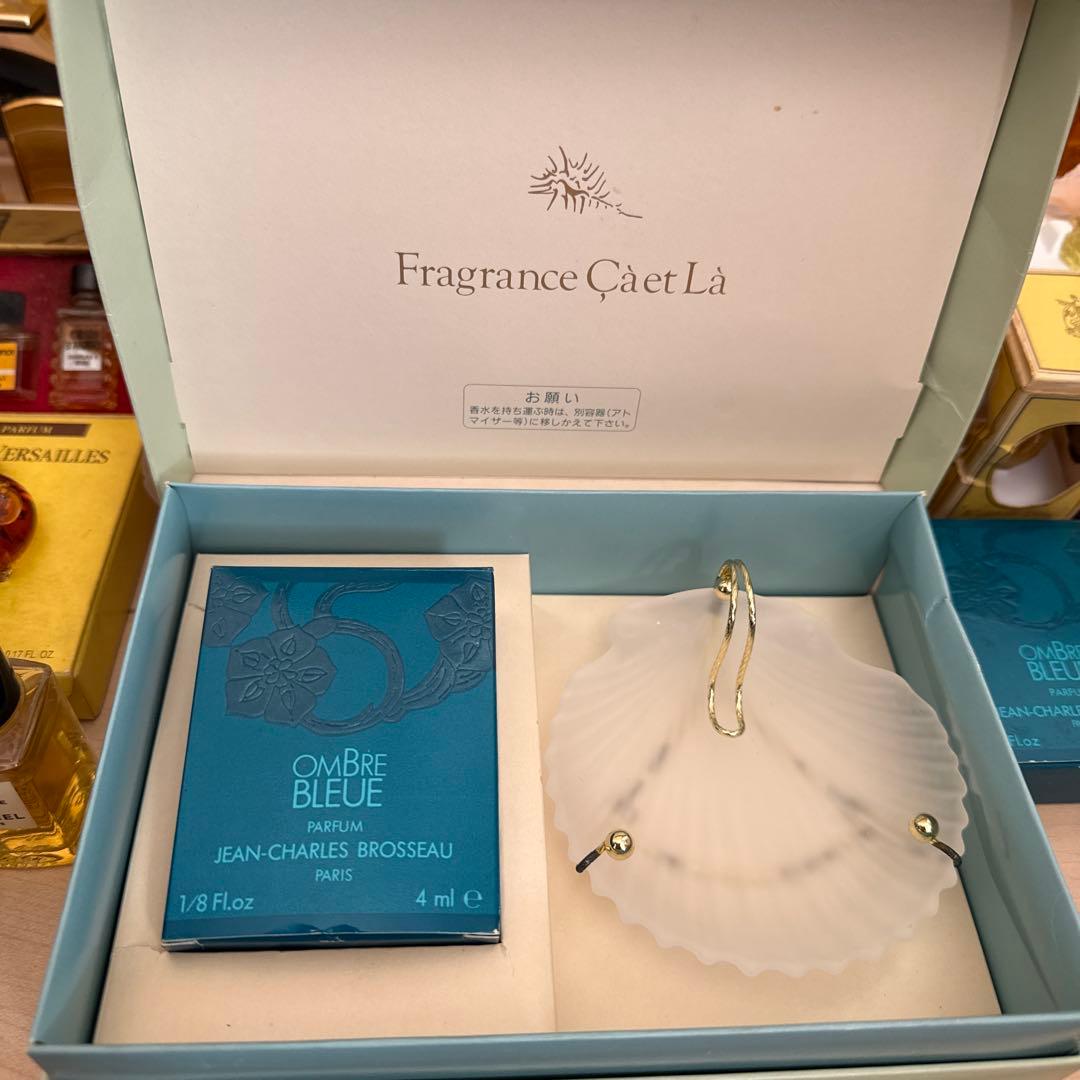 Fragrance Çà et Là
お願い
香水を持ち運ぶ時は、別容器(アト
マイザー等)に移しかえて下さい。
OMBRE
BLEUE
PARFUM
JEAN-CHARLES BROSSEAU
PARIS
1/8 Fl.oz 4 ml e
PARFUM
VERSAILLES
0.17 FL. OZ
OMBRE
BLEUE
PARFUM
JEAN-CHARLES
Fl.oz